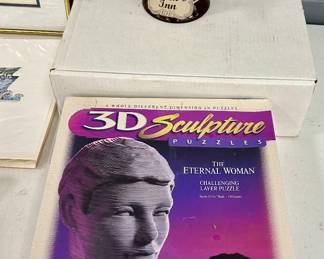 Inn
A WHOLE DIFFERENT DIMENSION IN PUZZLES
3D Sculpture
PUZZLES
THE
ETERNAL WOMAN
CHALLENGING
LAYER PUZZLE